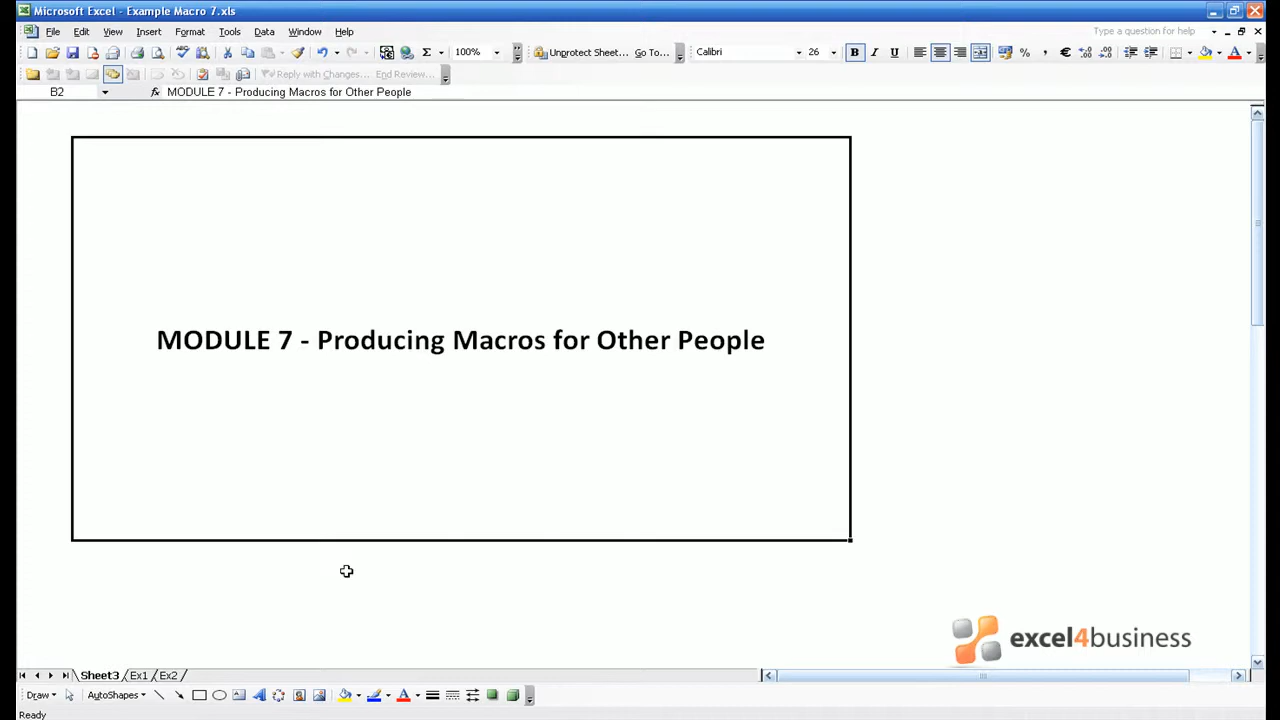 Microsoft Excel - Example Macro 7.xls
File Edit View Insert Format Tools Data Window Help Type a question for help
100% Unprotect Sheet... Go To... Calibri 26 B I U
Reply with Changes... End Review...
B2 fx MODULE 7 - Producing Macros for Other People
MODULE 7 - Producing Macros for Other People
excel4business
Sheet3 Ex1 Ex2
Draw AutoShapes
Ready